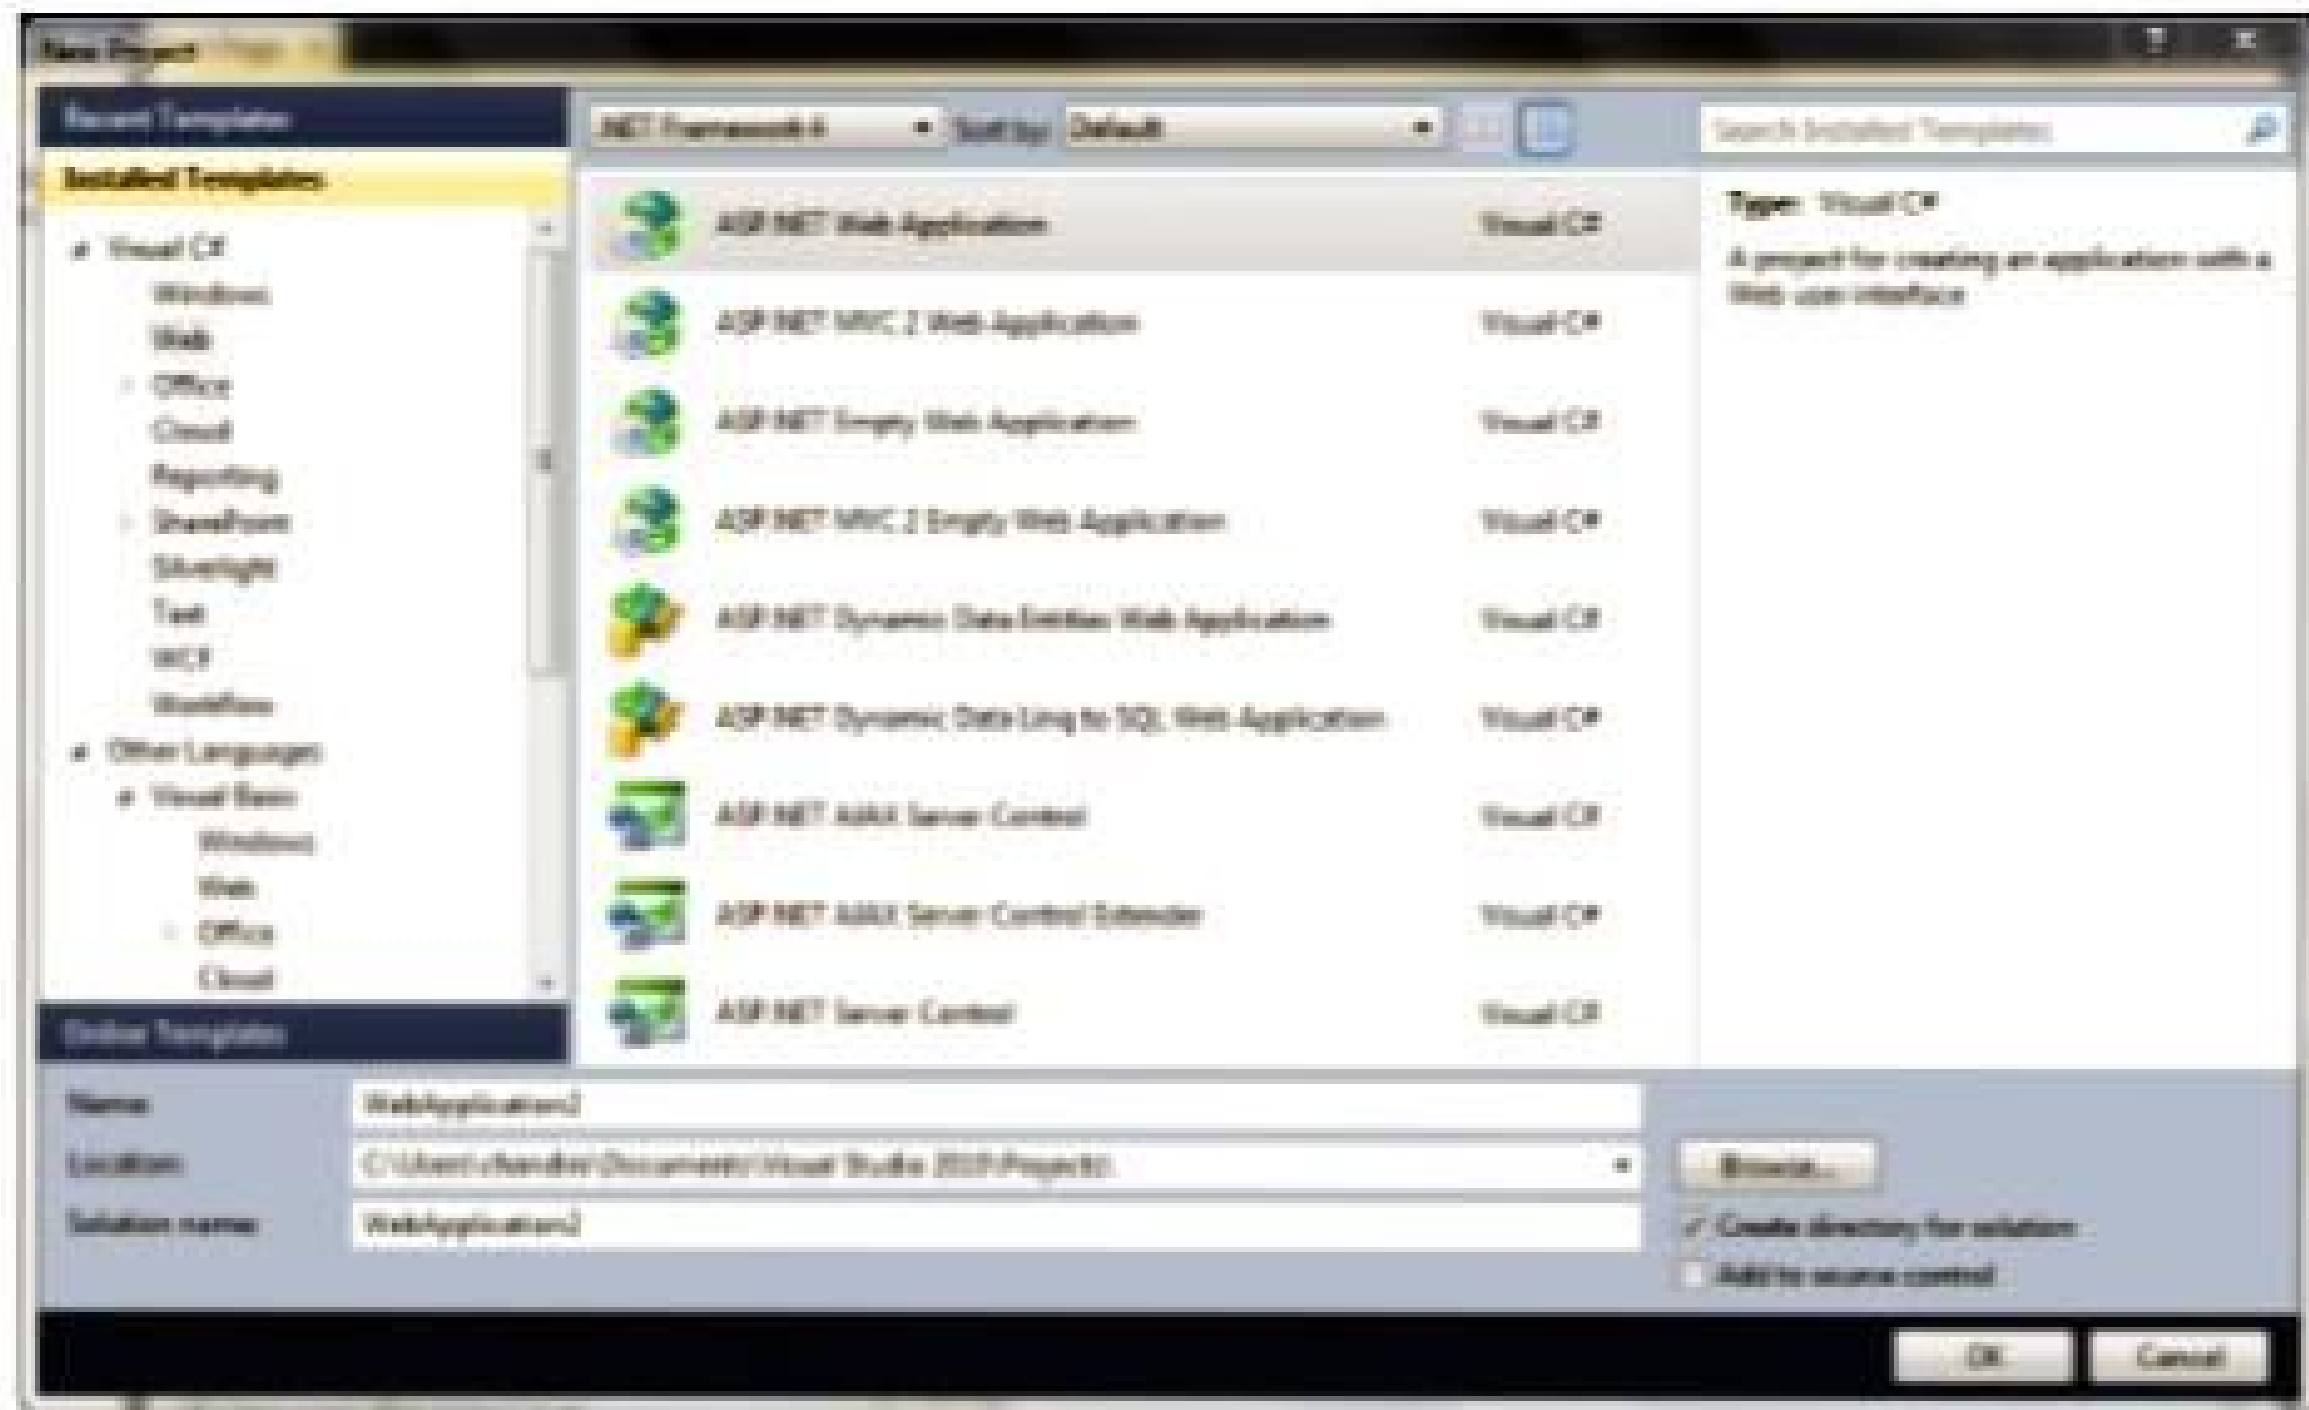 New Project
Recent Templates
Installed Templates
Visual C#
Windows
Web
Office
Cloud
Reporting
SharePoint
Silverlight
Test
WCF
Workflow
Other Languages
Visual Basic
Windows
Web
Office
Cloud
Online Templates
.NET Framework 4 Sort by: Default
ASP.NET Web Application Visual C#
ASP.NET MVC 2 Web Application Visual C#
ASP.NET Empty Web Application Visual C#
ASP.NET MVC 2 Empty Web Application Visual C#
ASP.NET Dynamic Data Entities Web Application Visual C#
ASP.NET Dynamic Data Linq to SQL Web Application Visual C#
ASP.NET AJAX Server Control Visual C#
ASP.NET AJAX Server Control Extender Visual C#
ASP.NET Server Control Visual C#
Search Installed Templates
Type: Visual C#
A project for creating an application with a
Web user interface
Name: WebApplication2
Location: Browse...
Solution name: WebApplication2
Create directory for solution
Add to source control
OK Cancel